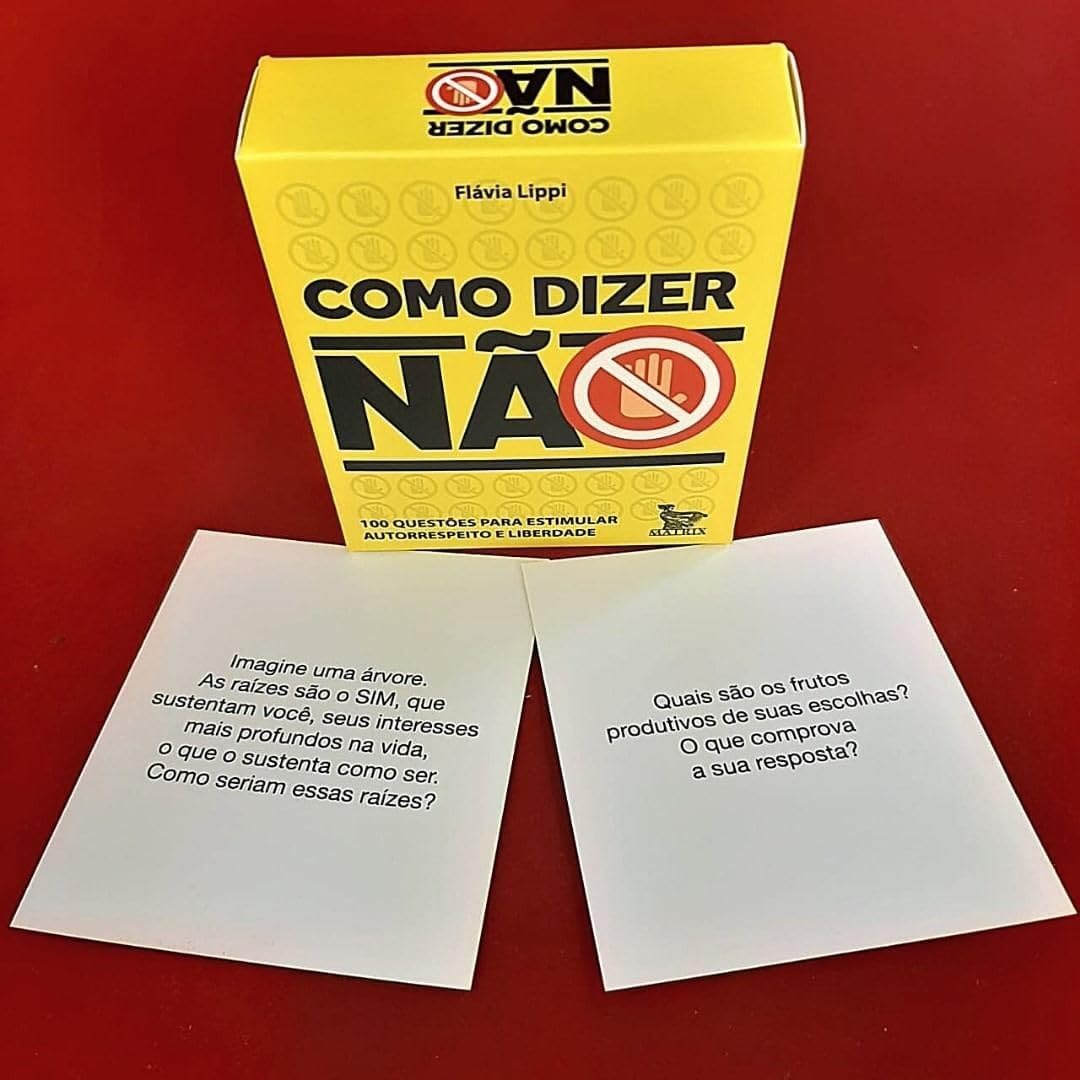 COMO DIZER
NÃO
Flávia Lippi
COMO DIZER
NÃO
100 QUESTÕES PARA ESTIMULAR
AUTORRESPEITO E LIBERDADE
MATRIX
Imagine uma árvore.
As raízes são o SIM, que
sustentam você, seus interesses
mais profundos na vida,
o que o sustenta como ser.
Como seriam essas raízes?
Quais são os frutos
produtivos de suas escolhas?
O que comprova
a sua resposta?